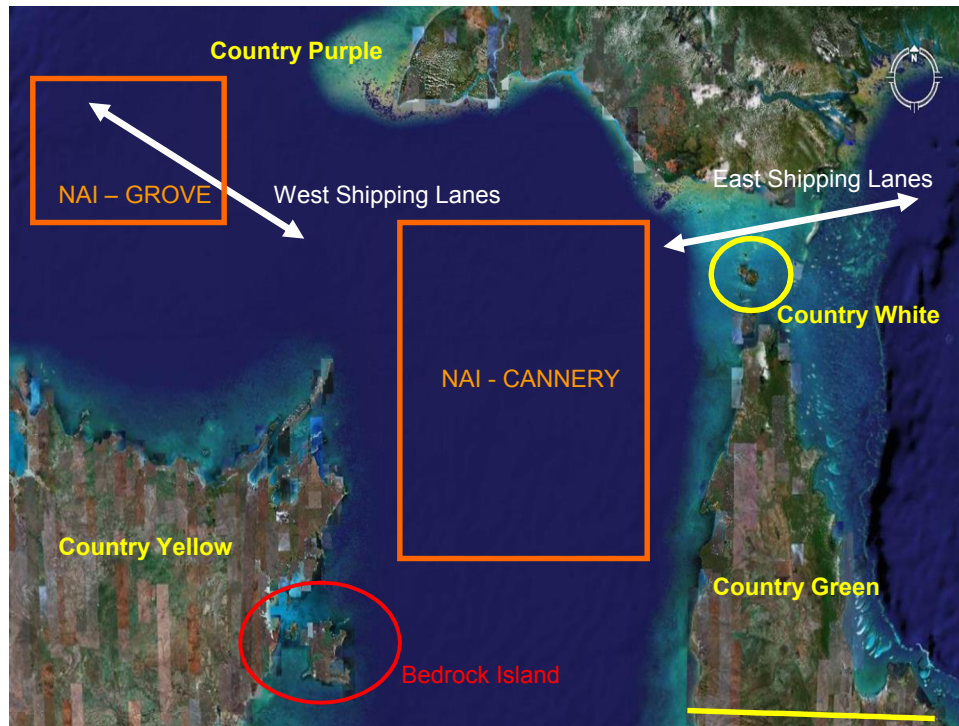 Country Purple
N
NAI – GROVE
West Shipping Lanes
East Shipping Lanes
Country White
NAI - CANNERY
Country Yellow
Country Green
Bedrock Island